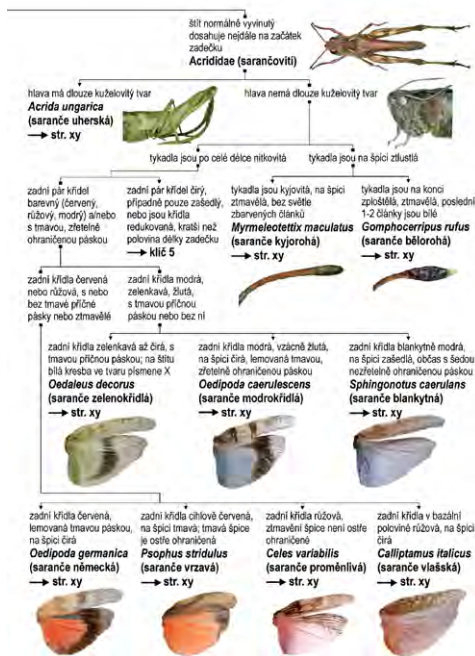 štít normálně vyvinutý
dosahuje nejdále na začátek
zadečku
Acrididae (sarančovití)
hlava má dlouze kuželovitý tvar
Acrida ungarica
(saranče uherská)
→ str. xy
hlava nemá dlouze kuželovitý tvar
tykadla jsou po celé délce nitkovitá
tykadla jsou na špici ztlustlá
zadní pár křídel
barevný (červený,
růžový, modrý) a/nebo
s tmavou, zřetelně
ohraničenou páskou
zadní pár křídel čirý,
případně pouze zašedlý,
nebo jsou křídla
redukovaná, kratší než
polovina délky zadečku
→ klíč 5
tykadla kyjovitá, na špici
ztmavělá, bez světle
zbarvených článků
Myrmeleotettix maculatus
(saranče kyjorohá)
→ str. xy
tykadla jsou na konci
zploštělá, ztmavělá, poslední
1-2 články jsou bílé
Gomphocerripus rufus
(saranče bělorohá)
→ str. xy
zadní křídla červená
nebo růžová, s nebo
bez tmavé příčné
pásky nebo ztmavělé
zadní křídla modrá,
zelenkavá, žlutá,
s tmavou příčnou
páskou nebo bez ní
zadní křídla zelenkavá až čirá, s
tmavou příčnou páskou; na štítu
bílá kresba ve tvaru písmene X
Oedaleus decorus
(saranče zelenokřídlá)
→ str. xy
zadní křídla modrá, vzácně žlutá,
na špici čirá, lemovaná tmavou,
zřetelně ohraničenou páskou
Oedipoda caerulescens
(saranče modrokřídlá)
→ str. xy
zadní křídla blankytně modrá,
na špici zašedlá, občas s šedou
nezřetelně ohraničenou páskou
Sphingonotus caerulans
(saranče blankytná)
→ str. xy
zadní křídla červená,
lemovaná tmavou páskou,
na špici čirá
Oedipoda germanica
(saranče německá)
→ str. xy
zadní křídla cihlově červená,
na špici tmavá; tmavá špice
je ostře ohraničená
Psophus stridulus
(saranče vrzavá)
→ str. xy
zadní křídla růžová,
ztmavění špice není ostře
ohraničené
Celes variabilis
(saranče proměnlivá)
→ str. xy
zadní křídla v bazální
polovině růžová, na špici
čirá
Calliptamus italicus
(saranče vlašská)
→ str. xy